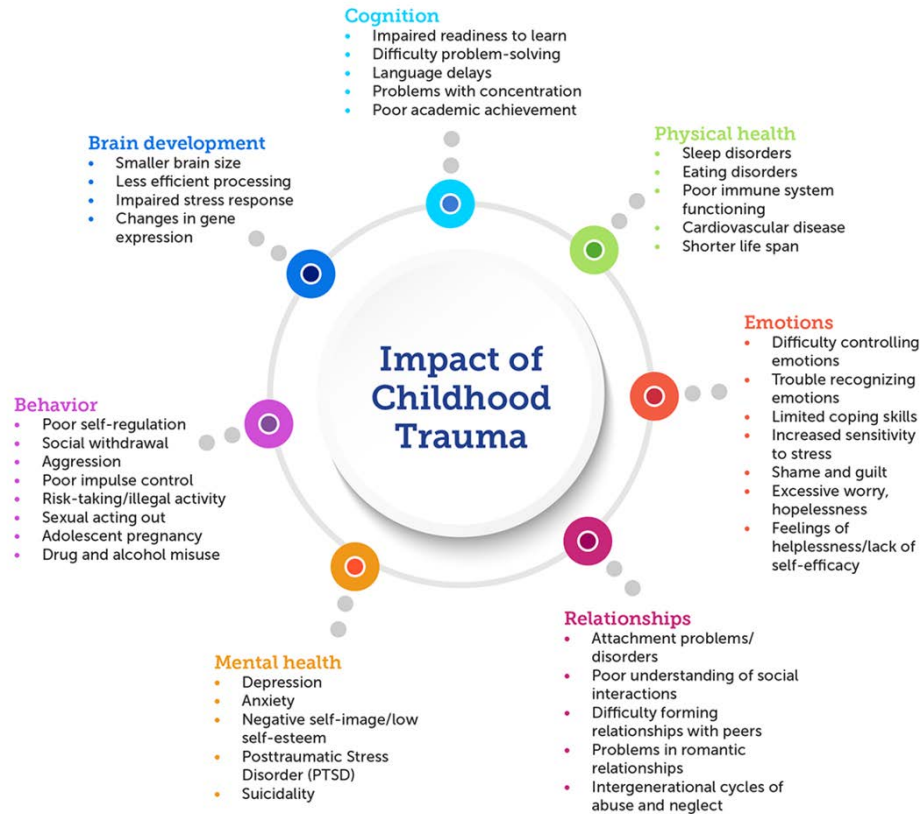 Cognition
• Impaired readiness to learn
• Difficulty problem-solving
• Language delays
• Problems with concentration
• Poor academic achievement
Physical health
• Sleep disorders
• Eating disorders
• Poor immune system
functioning
• Cardiovascular disease
• Shorter life span
Emotions
• Difficulty controlling
emotions
• Trouble recognizing
emotions
• Limited coping skills
• Increased sensitivity
to stress
• Shame and guilt
• Excessive worry,
hopelessness
• Feelings of
helplessness/lack of
self-efficacy
Relationships
• Attachment problems/
disorders
• Poor understanding of social
interactions
• Difficulty forming
relationships with peers
• Problems in romantic
relationships
• Intergenerational cycles of
abuse and neglect
Mental health
• Depression
• Anxiety
• Negative self-image/low
self-esteem
• Posttraumatic Stress
Disorder (PTSD)
• Suicidality
Behavior
• Poor self-regulation
• Social withdrawal
• Aggression
• Poor impulse control
• Risk-taking/illegal activity
• Sexual acting out
• Adolescent pregnancy
• Drug and alcohol misuse
Brain development
• Smaller brain size
• Less efficient processing
• Impaired stress response
• Changes in gene
expression
Impact of
Childhood
Trauma